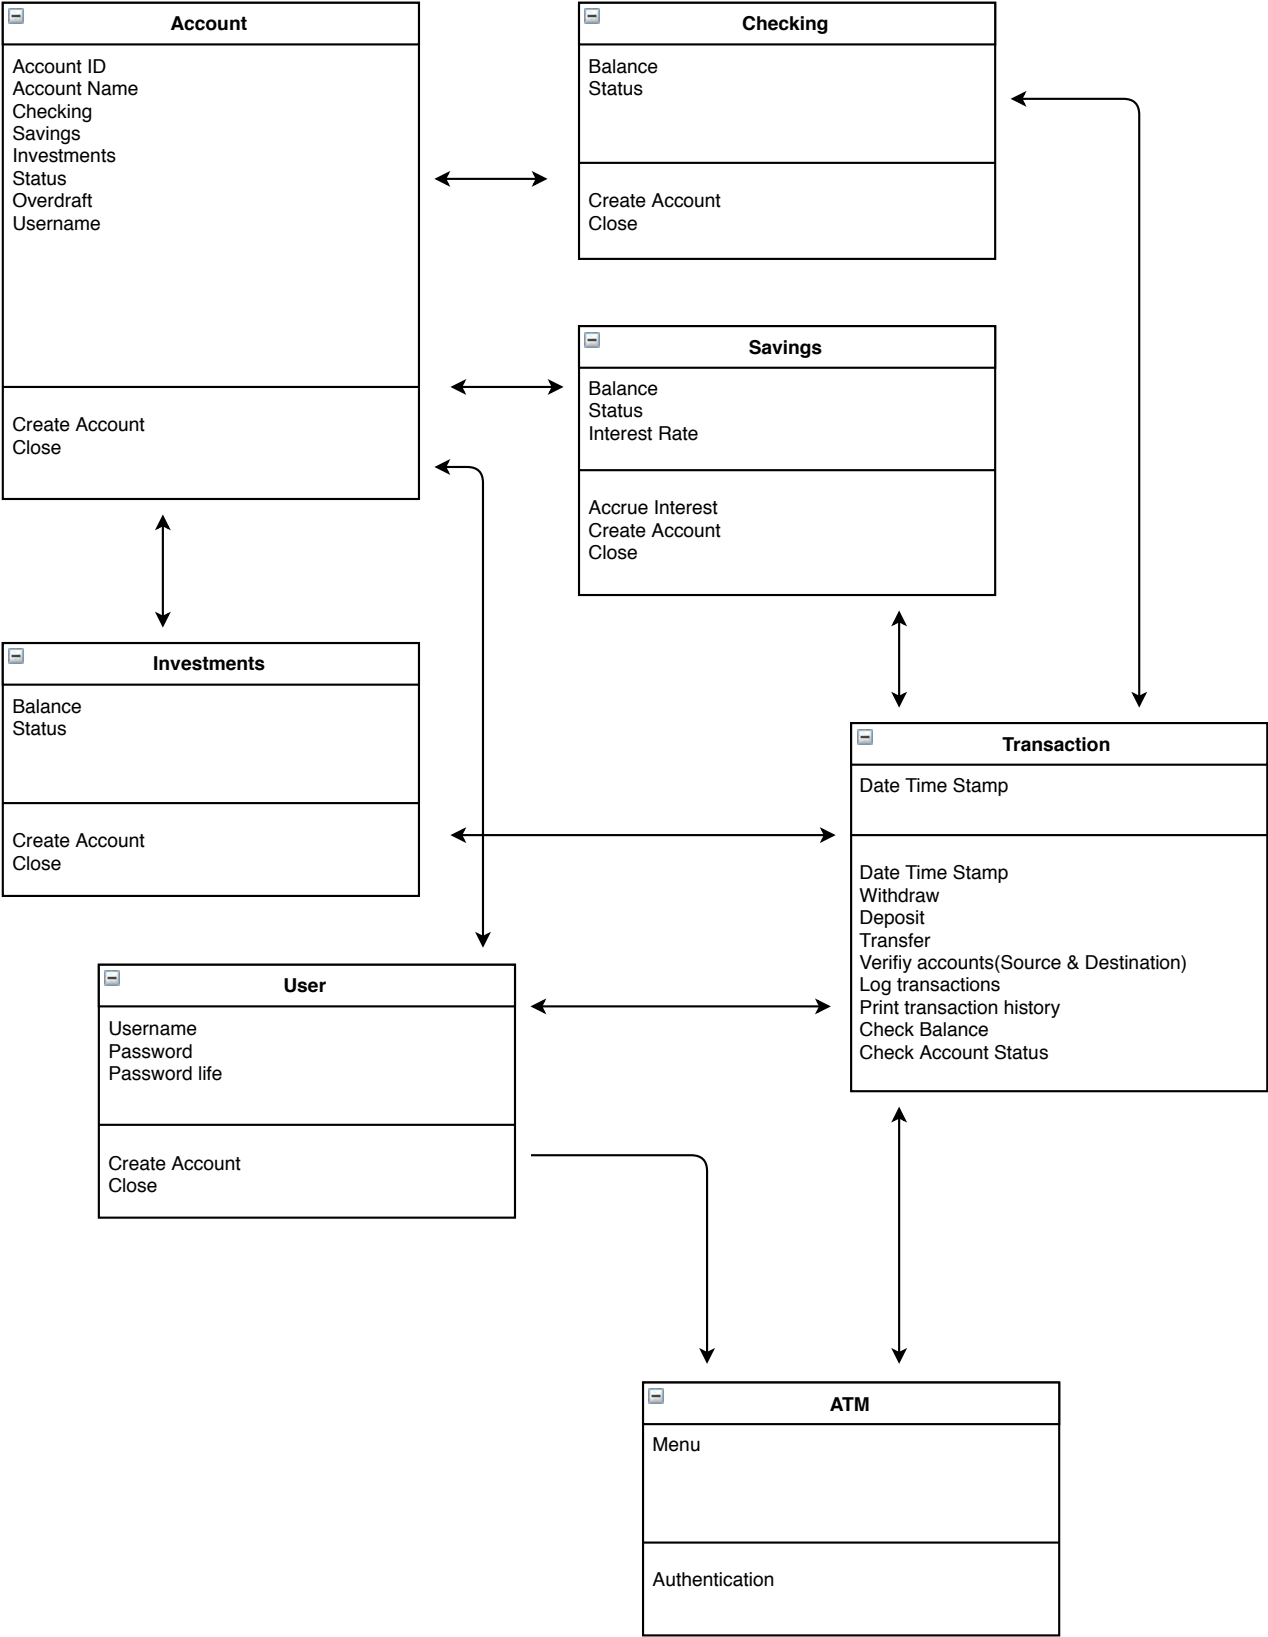 Account
Account ID
Account Name
Checking
Savings
Investments
Status
Overdraft
Username
Create Account
Close
Checking
Balance
Status
Create Account
Close
Savings
Balance
Status
Interest Rate
Accrue Interest
Create Account
Close
Investments
Balance
Status
Create Account
Close
Transaction
Date Time Stamp
Date Time Stamp
Withdraw
Deposit
Transfer
Verifiy accounts(Source & Destination)
Log transactions
Print transaction history
Check Balance
Check Account Status
User
Username
Password
Password life
Create Account
Close
ATM
Menu
Authentication